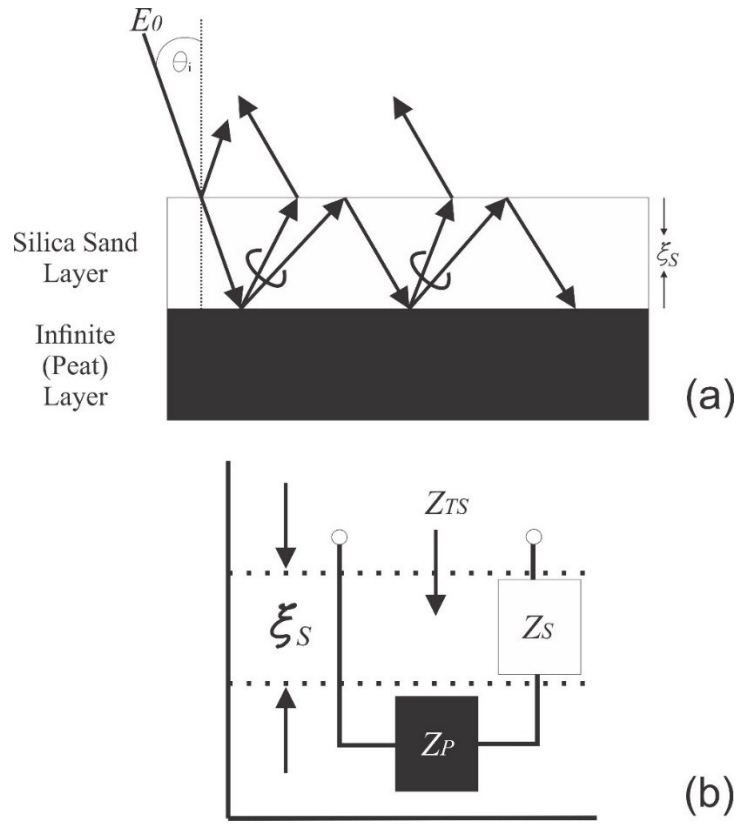 E0
θi
Silica Sand
Layer
ξS
Infinite
(Peat)
Layer
(a)
ZTS
ξS
ZS
ZP
(b)